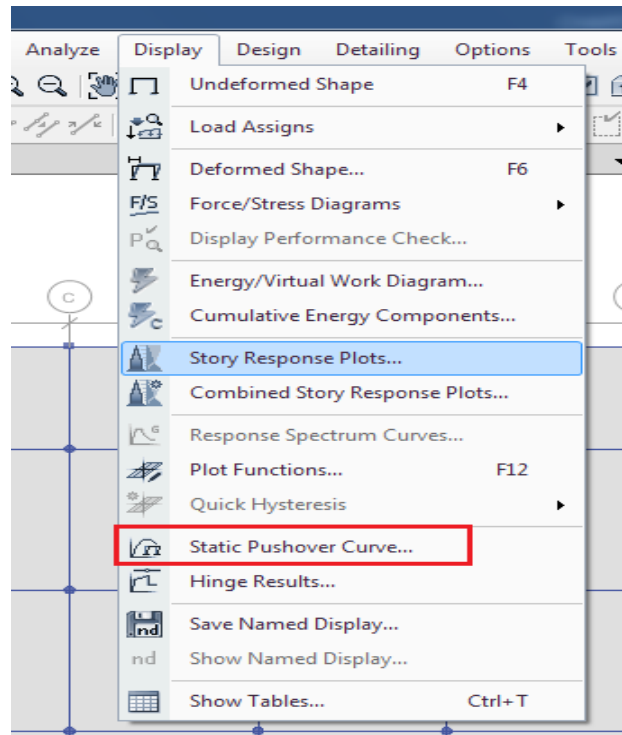 Analyze Display Design Detailing Options Tools
Undeformed Shape F4
Load Assigns
Deformed Shape... F6
F/S Force/Stress Diagrams
P Display Performance Check...
Energy/Virtual Work Diagram...
C Cumulative Energy Components...
C
Story Response Plots...
Combined Story Response Plots...
G Response Spectrum Curves...
Plot Functions... F12
Quick Hysteresis
Static Pushover Curve...
Hinge Results...
.nd Save Named Display...
nd Show Named Display...
Show Tables... Ctrl+T